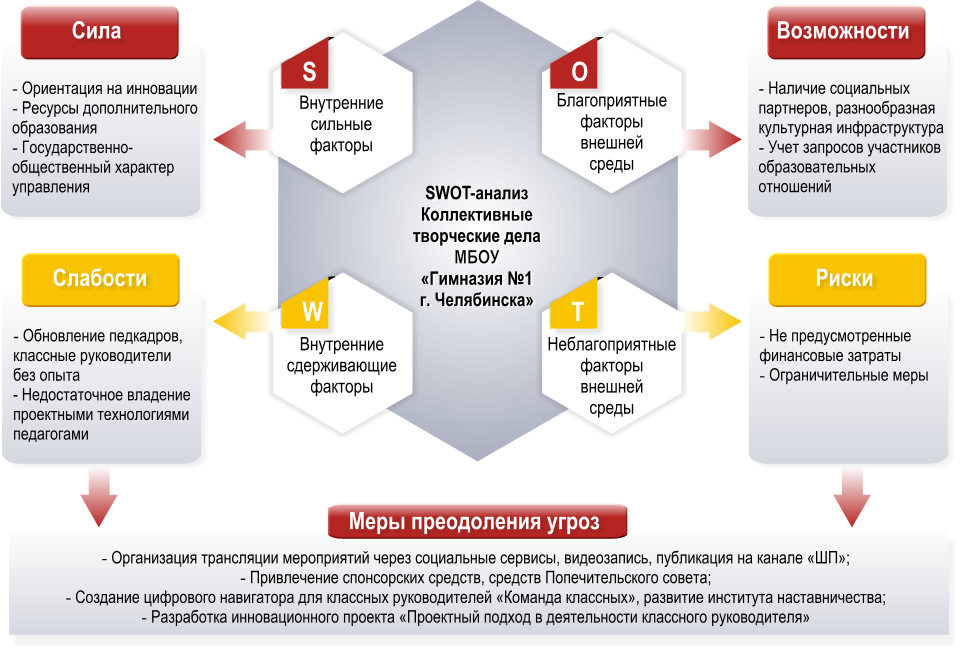 Сила
- Ориентация на инновации
- Ресурсы дополнительного
образования
- Государственно-
общественный характер
управления
S
Внутренние
сильные
факторы
O
Благоприятные
факторы
внешней
среды
Возможности
- Наличие социальных
партнеров, разнообразная
культурная инфраструктура
- Учет запросов участников
образовательных
отношений
SWOT-анализ
Коллективные
творческие дела
МБОУ
«Гимназия №1
г. Челябинска»
Слабости
- Обновление педкадров,
классные руководители
без опыта
- Недостаточное владение
проектными технологиями
педагогами
W
Внутренние
сдерживающие
факторы
T
Неблагоприятные
факторы
внешней
среды
Риски
- Не предусмотренные
финансовые затраты
- Ограничительные меры
Меры преодоления угроз
- Организация трансляции мероприятий через социальные сервисы, видеозапись, публикация на канале «ШП»;
- Привлечение спонсорских средств, средств Попечительского совета;
- Создание цифрового навигатора для классных руководителей «Команда классных», развитие института наставничества;
- Разработка инновационного проекта «Проектный подход в деятельности классного руководителя»